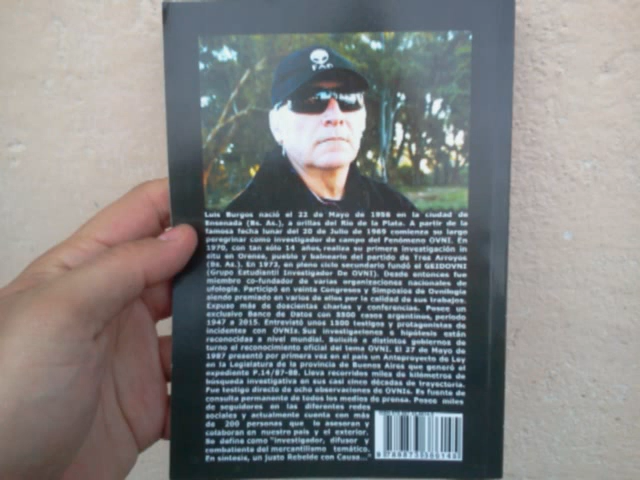 FAO
Luis Burgos nació el 22 de Mayo de 1956 en la ciudad de
Ensenada (Bs. As.), a orillas del Río de la Plata. A partir de la
famosa fecha lunar del 20 de Julio de 1969 comienza su largo
peregrinar como investigador de campo del Fenómeno OVNI. En
1970, con tan sólo 14 años, realiza su primera investigación in
situ en Orense, pueblo y balneario del partido de Tres Arroyos
(Bs. As.). En 1973, en pleno ciclo secundario fundó el GEIDOVNI
(Grupo Estudiantil Investigador De OVNI). Desde entonces fue
miembro co-fundador de varias organizaciones nacionales de
ufología. Participó en veinte Congresos y Simposios de Ovnilogía
siendo premiado en varios de ellos por la calidad de sus trabajos.
Expuso más de doscientas charlas y conferencias. Posee un
exclusivo Banco de Datos con 5500 casos argentinos, período
1947 a 2015. Entrevistó unos 1500 testigos y protagonistas de
incidentes con OVNIs. Sus investigaciones e hipótesis están
reconocidas a nivel mundial. Solicitó a distintos gobiernos de
turno el reconocimiento oficial del tema OVNI. El 27 de Mayo de
1987 presentó por primera vez en el país un Anteproyecto de Ley
en la Legislatura de la provincia de Buenos Aires que generó el
expediente P.14/87-88. Lleva recorridos miles de kilómetros de
búsqueda investigativa en sus casi cinco décadas de trayectoria.
Fue testigo directo de ocho observaciones de OVNIs. Es fuente de
consulta permanente de todos los medios de prensa. Posee miles
de seguidores en las diferentes redes
sociales y actualmente cuenta con más
de 200 personas que lo asesoran y
colaboran en nuestro país y el exterior.
Se define como "investigador, difusor y
combatiente del mercantilismo temático.
En síntesis, un justo Rebelde con Causa..."